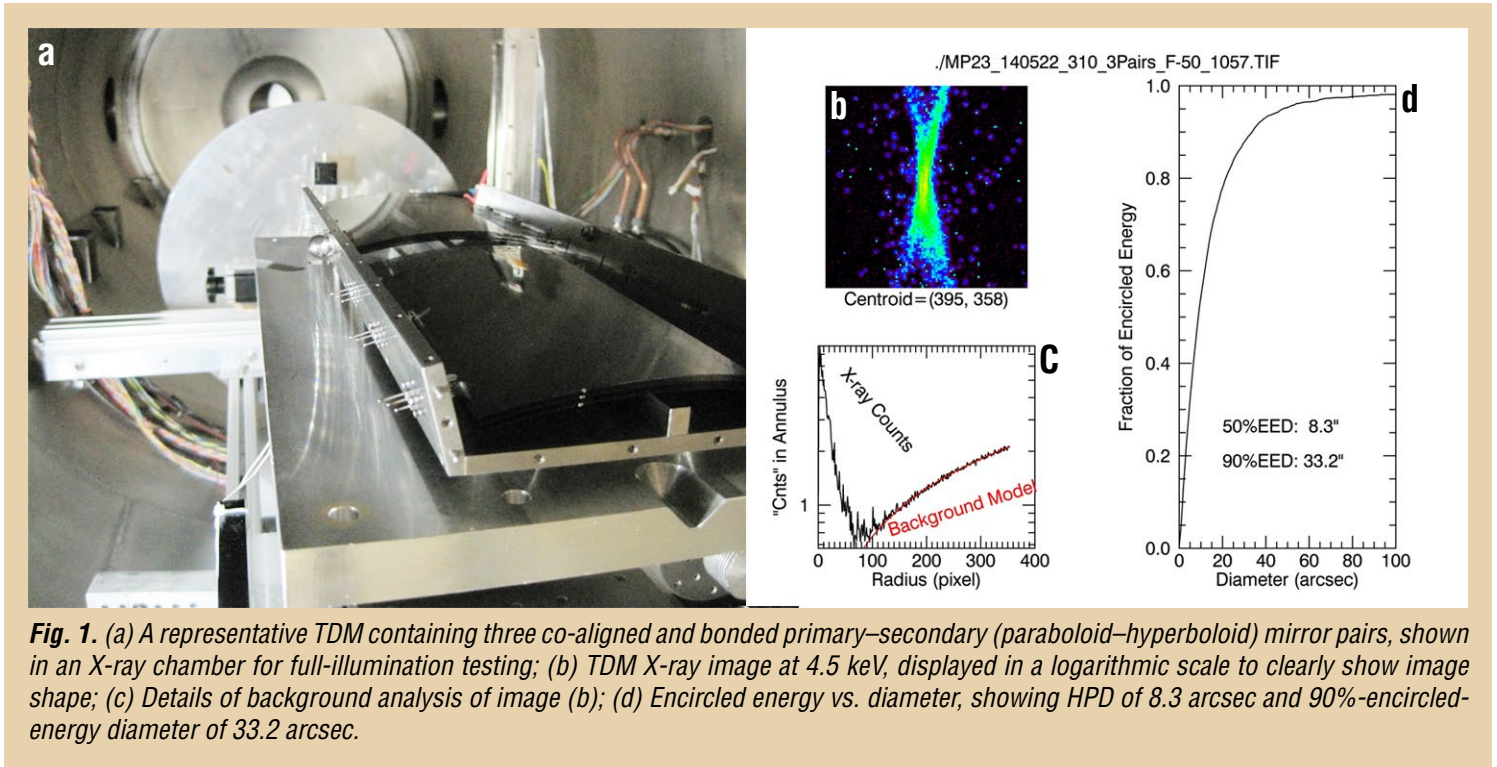 a
./MP23_140522_310_3Pairs_F-50_1057.TIF
b
Centroid=(395, 358)
C
"Cnts" in Annulus
X-ray Counts
Background Model
1
0 100 200 300 400
Radius (pixel)
d
Fraction of Encircled Energy
1.0
0.8
0.6
0.4
0.2
0.0
50%EED: 8.3"
90%EED: 33.2"
0 20 40 60 80 100
Diameter (arcsec)
Fig. 1. (a) A representative TDM containing three co-aligned and bonded primary–secondary (paraboloid–hyperboloid) mirror pairs, shown
in an X-ray chamber for full-illumination testing; (b) TDM X-ray image at 4.5 keV, displayed in a logarithmic scale to clearly show image
shape; (c) Details of background analysis of image (b); (d) Encircled energy vs. diameter, showing HPD of 8.3 arcsec and 90%-encircled-
energy diameter of 33.2 arcsec.